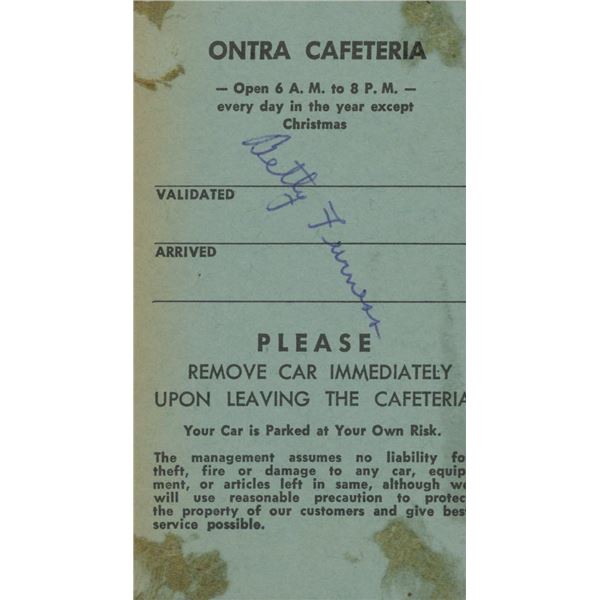 ONTRA CAFETERIA
— Open 6 A. M. to 8 P. M. —
every day in the year except
Christmas
Betty Furness
VALIDATED
ARRIVED
PLEASE
REMOVE CAR IMMEDIATELY
UPON LEAVING THE CAFETERIA
Your Car is Parked at Your Own Risk.
The management assumes no liability fo
theft, fire or damage to any car, equip
ment, or articles left in same, although we
will use reasonable precaution to protec
the property of our customers and give bes
service possible.